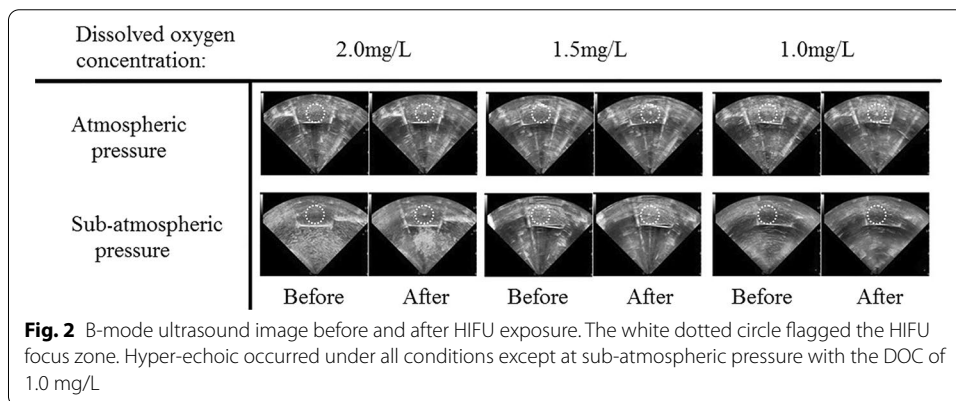 Dissolved oxygen
concentration:
2.0mg/L 1.5mg/L 1.0mg/L
Atmospheric
pressure
Sub-atmospheric
pressure
Before After Before After Before After
Fig. 2 B-mode ultrasound image before and after HIFU exposure. The white dotted circle flagged the HIFU
focus zone. Hyper-echoic occurred under all conditions except at sub-atmospheric pressure with the DOC of
1.0 mg/L